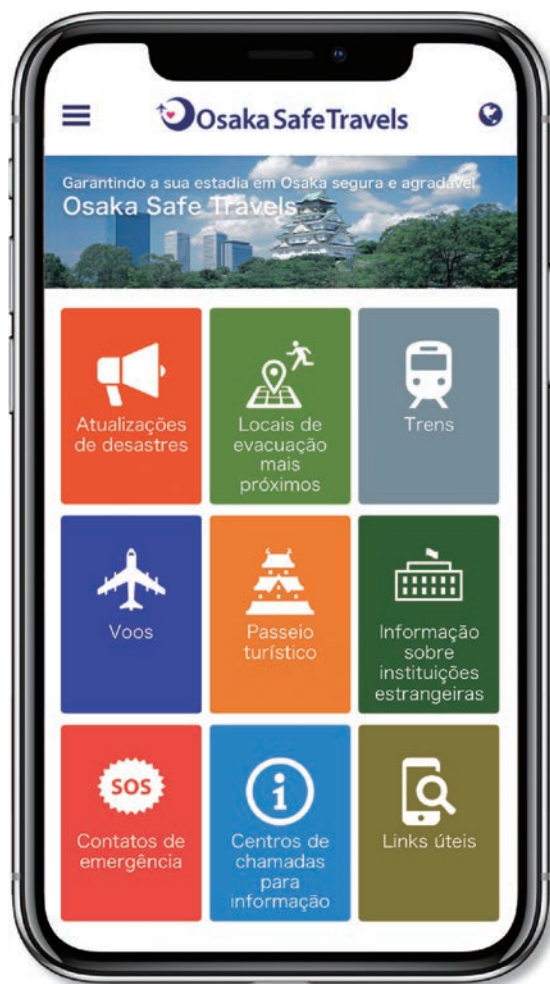 Osaka Safe Travels
Garantindo a sua estadia em Osaka segura e agradável
Osaka Safe Travels
Atualizações
de desastres
Locais de
evacuação
mais
próximos
Trens
Voos
Passeio
turístico
Informação
sobre
instituições
estrangeiras
SOS
Contatos de
emergência
i
Centros de
chamadas
para
informação
Links úteis